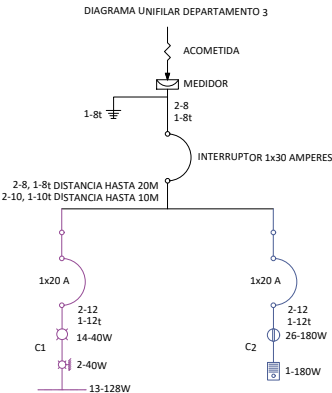 DIAGRAMA UNIFILAR DEPARTAMENTO 3
ACOMETIDA
MEDIDOR
1-8t
2-8
1-8t
INTERRUPTOR 1x30 AMPERES
2-8, 1-8t DISTANCIA HASTA 20M
2-10, 1-10t DISTANCIA HASTA 10M
1x20 A
2-12
1-12t
14-40W
C1
2-40W
13-128W
1x20 A
2-12
1-12t
26-180W
C2
1-180W